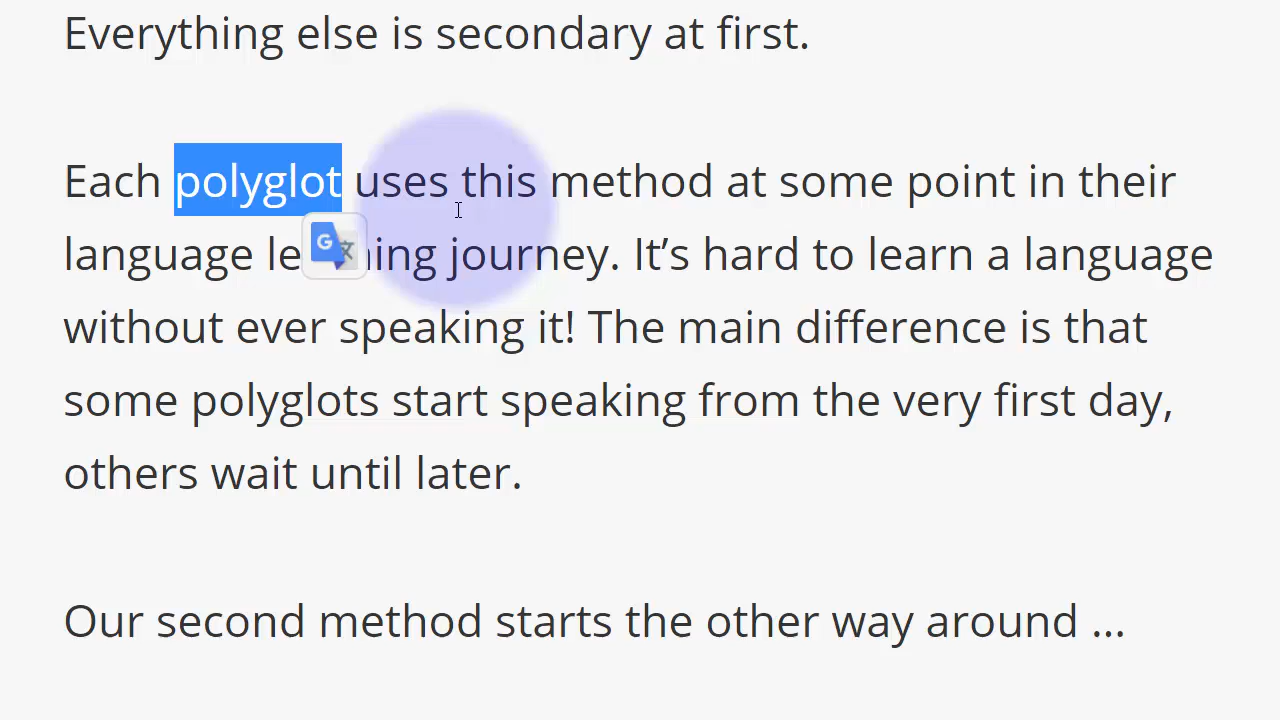 Everything else is secondary at first.
Each polyglot uses this method at some point in their
language le ning journey. It’s hard to learn a language
without ever speaking it! The main difference is that
some polyglots start speaking from the very first day,
others wait until later.
Our second method starts the other way around ...